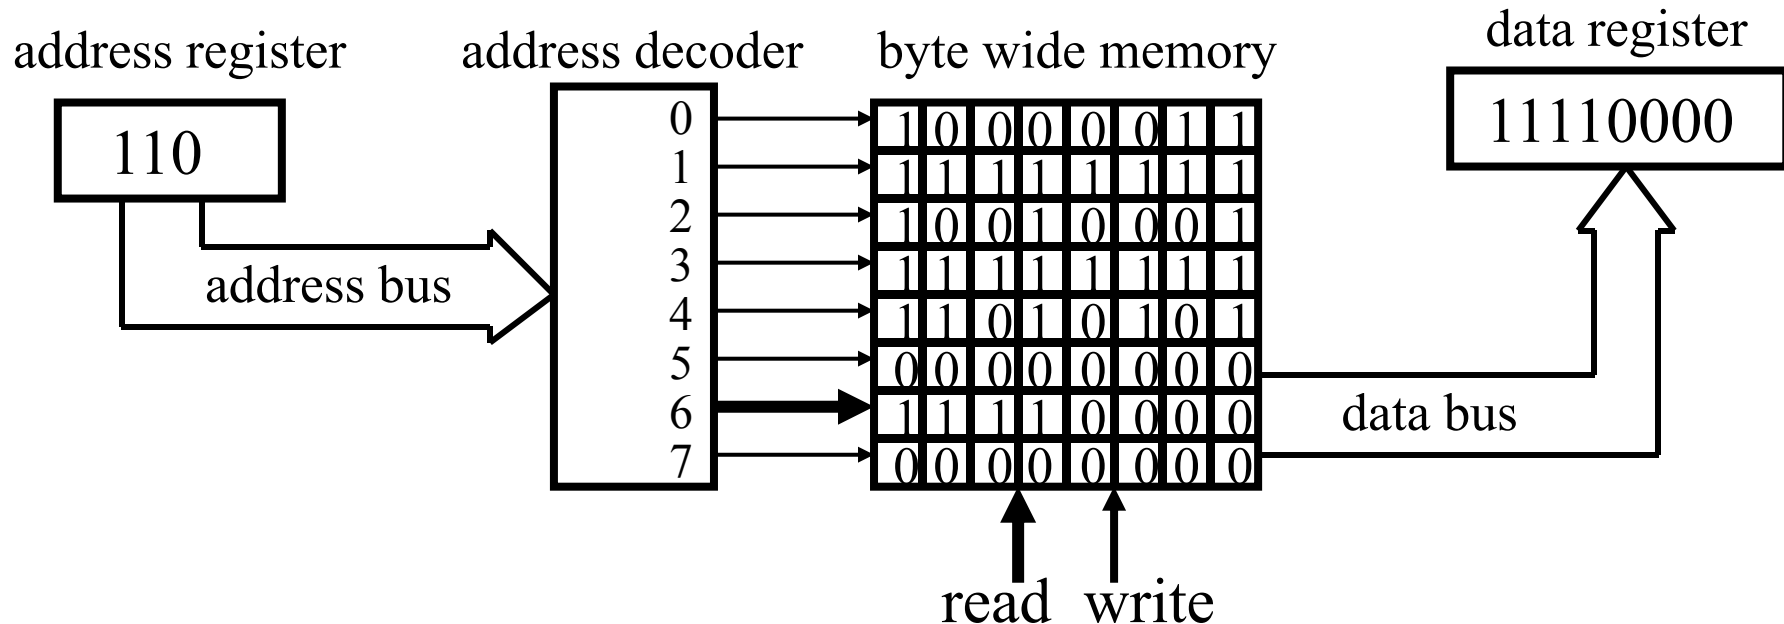 address register
110
address bus
address decoder
0
1
2
3
4
5
6
7
byte wide memory
1 0 0 0 0 0 1 1
1 1 1 1 1 1 1 1
1 0 0 1 0 0 0 1
1 1 1 1 1 1 1 1
1 1 0 1 0 1 0 1
0 0 0 0 0 0 0 0
1 1 1 1 0 0 0 0
0 0 0 0 0 0 0 0
read write
data register
11110000
data bus